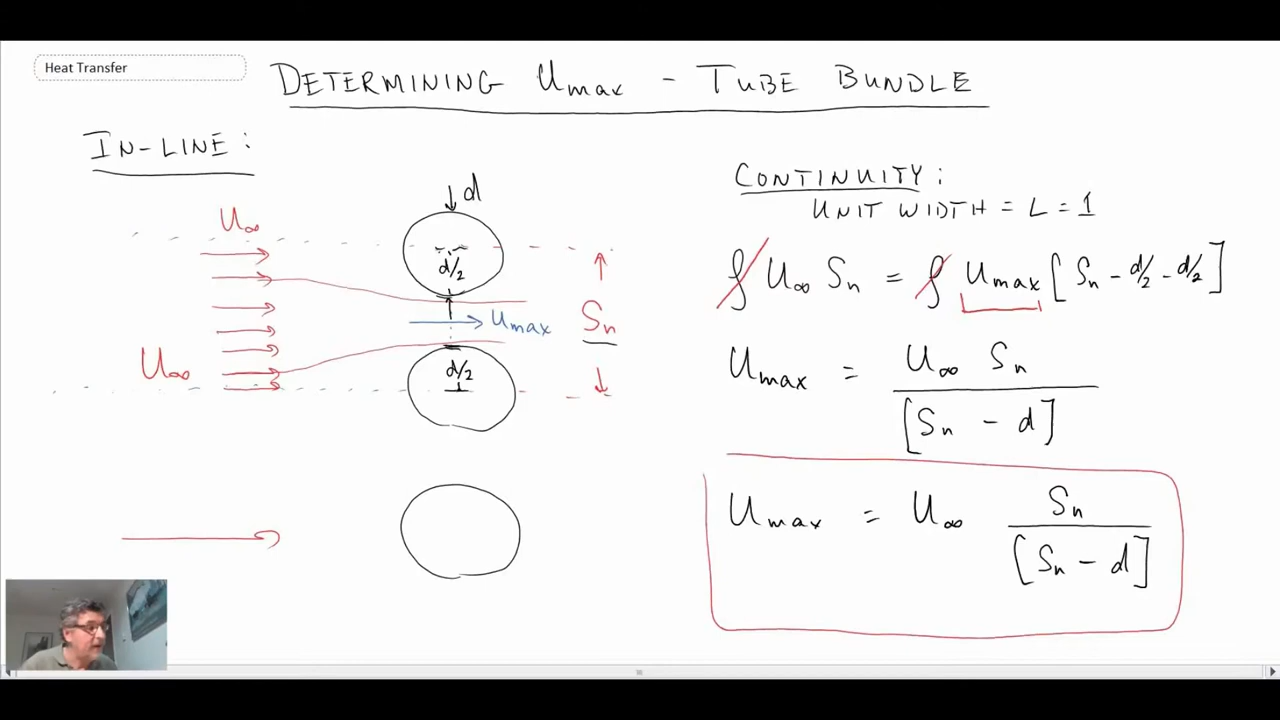 Heat Transfer
DETERMINING Umax - TUBE BUNDLE
IN-LINE:
d
U∞
d/2
Umax
Sn
U∞
d/2
CONTINUITY:
UNIT WIDTH = L = 1
ρ U∞ Sn = ρ Umax [Sn - d/2 - d/2]
Umax = U∞ Sn / [Sn - d]
Umax = U∞ Sn / [Sn - d]